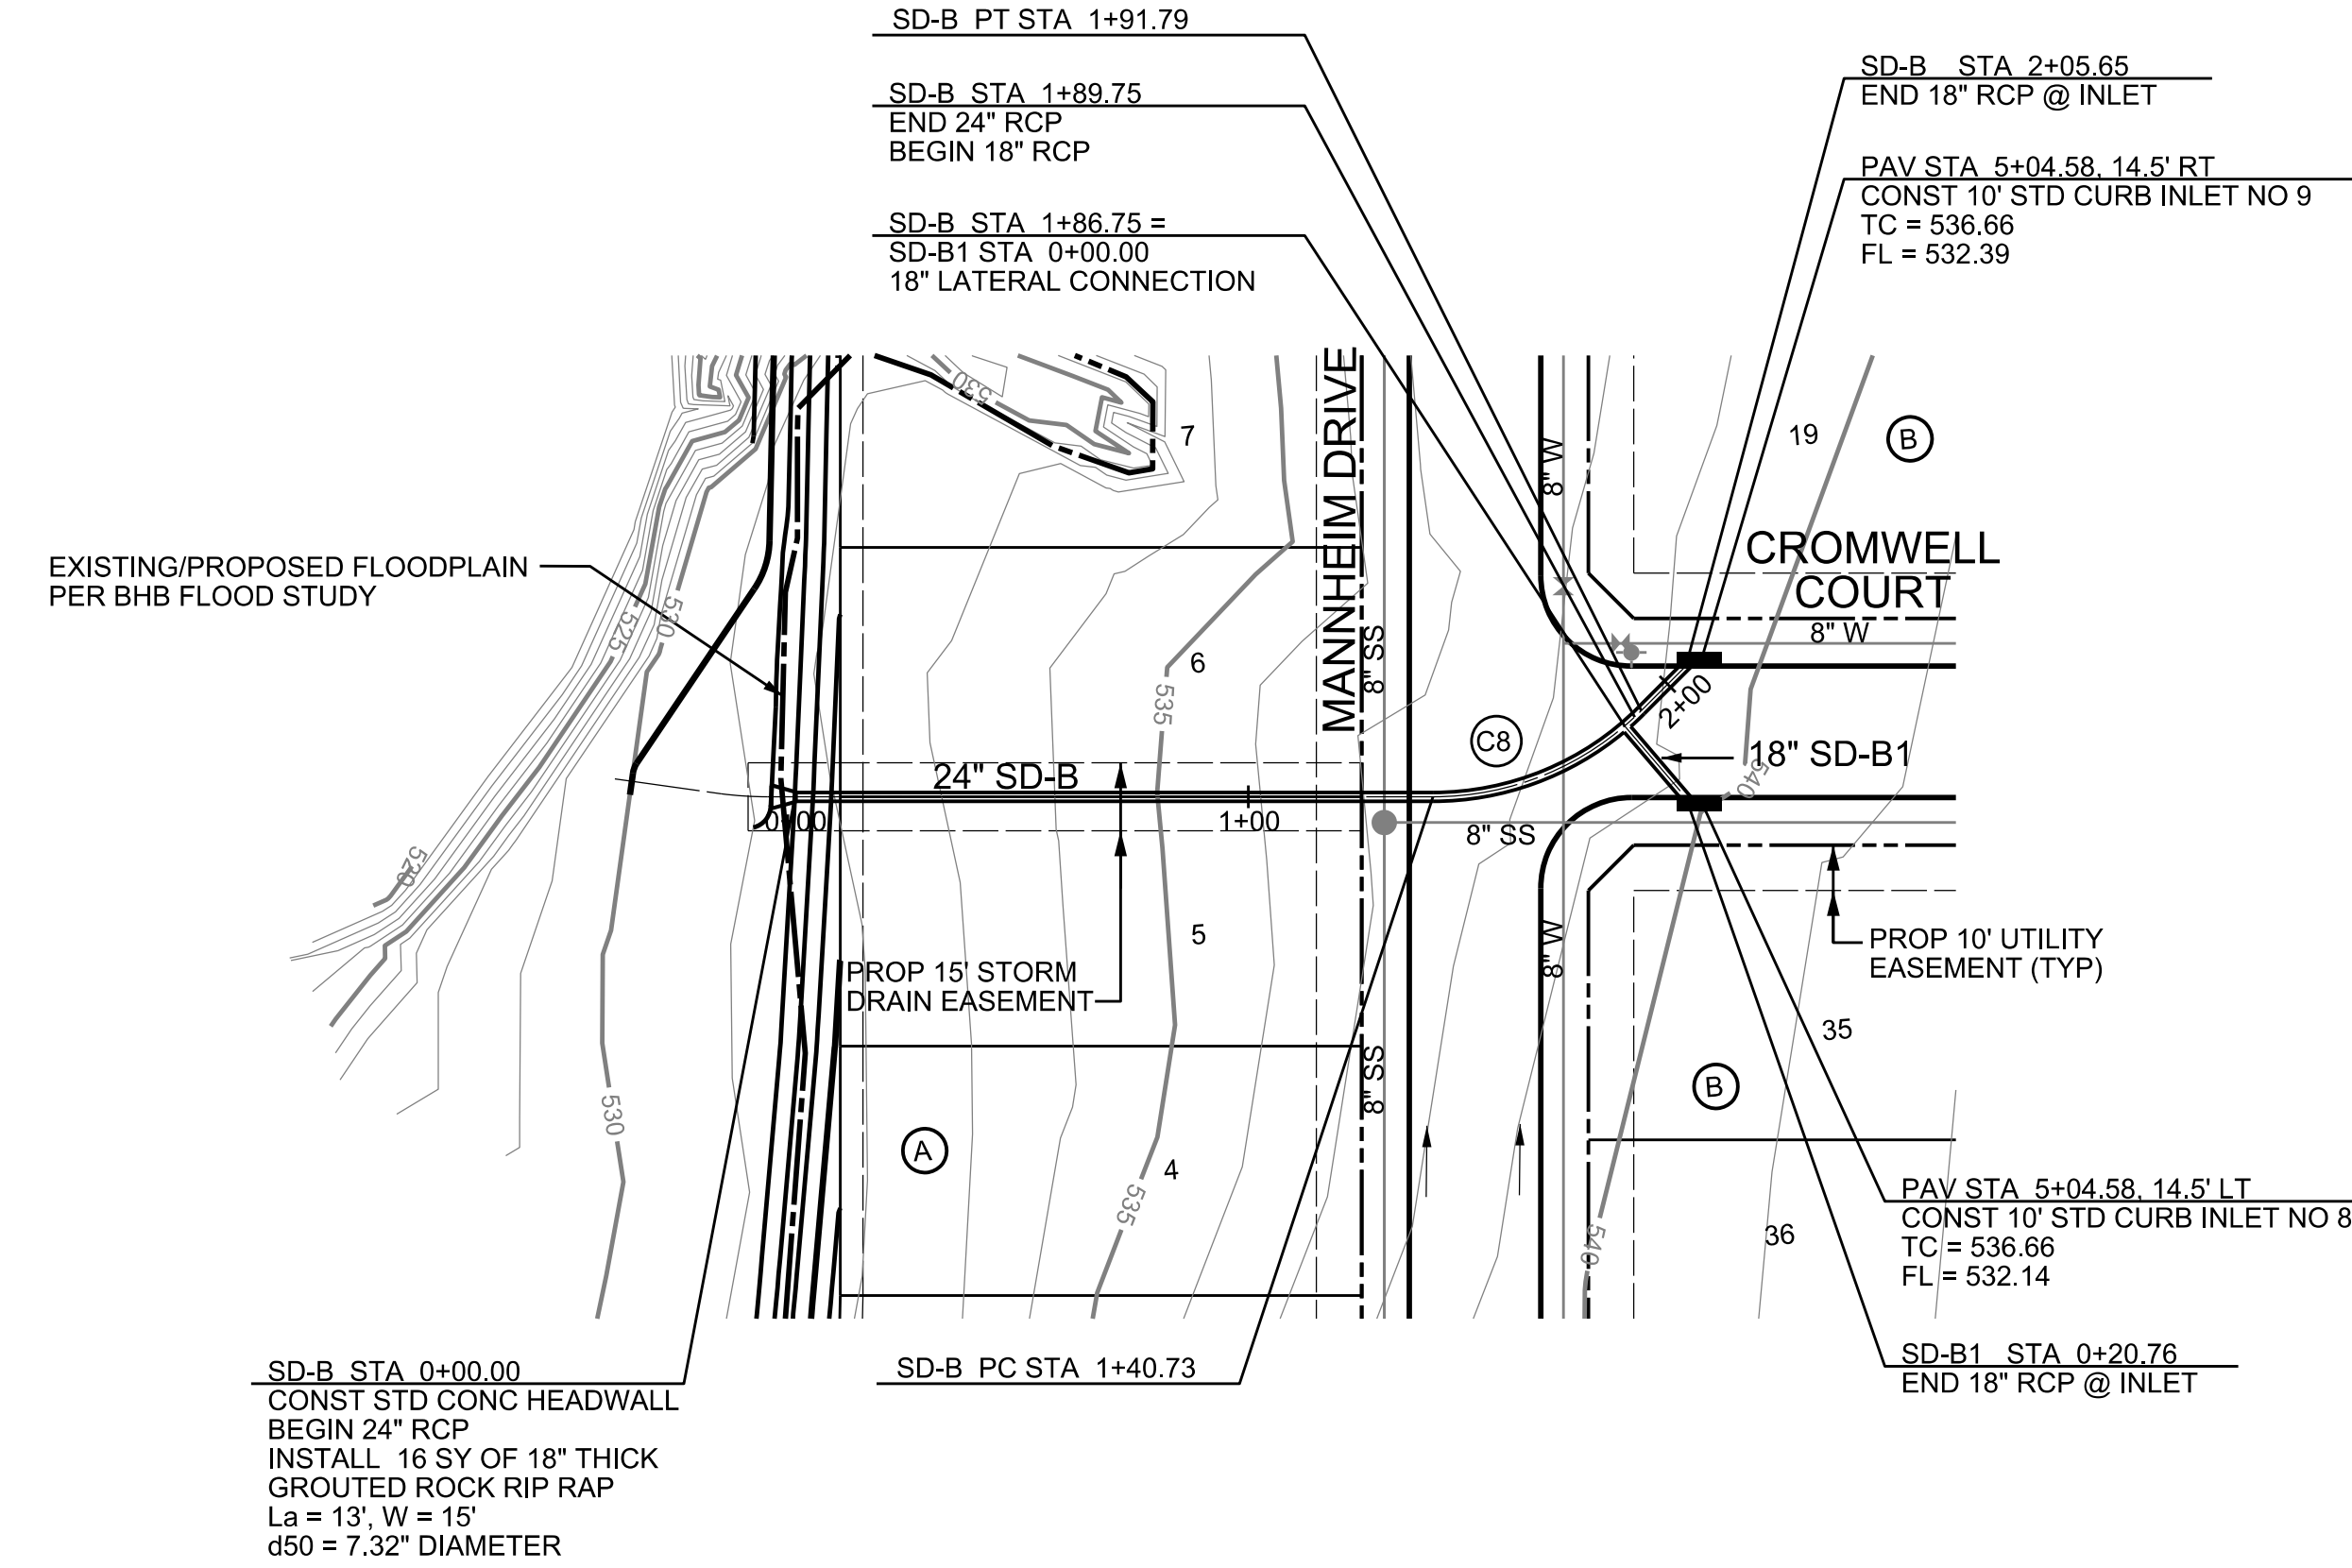 SD-B PT STA 1+91.79
SD-B STA 1+89.75
END 24" RCP
BEGIN 18" RCP
SD-B STA 1+86.75 =
SD-B1 STA 0+00.00
18" LATERAL CONNECTION
SD-B STA 2+05.65
END 18" RCP @ INLET
PAV STA 5+04.58, 14.5' RT
CONST 10' STD CURB INLET NO 9
TC = 536.66
FL = 532.39
EXISTING/PROPOSED FLOODPLAIN
PER BHB FLOOD STUDY
530
7
MANNHEIM DRIVE
8" W
19
B
CROMWELL
COURT
8" W
525
530
6
8" SS
535
C8
2+00
18" SD-B1
540
24" SD-B
0+00
1+00
8" SS
520
5
8" W
PROP 15' STORM
DRAIN EASEMENT
PROP 10' UTILITY
EASEMENT (TYP)
35
530
8" SS
B
A
4
535
540
36
PAV STA 5+04.58, 14.5' LT
CONST 10' STD CURB INLET NO 8
TC = 536.66
FL = 532.14
SD-B1 STA 0+20.76
END 18" RCP @ INLET
SD-B PC STA 1+40.73
SD-B STA 0+00.00
CONST STD CONC HEADWALL
BEGIN 24" RCP
INSTALL 16 SY OF 18" THICK
GROUTED ROCK RIP RAP
La = 13', W = 15'
d50 = 7.32" DIAMETER